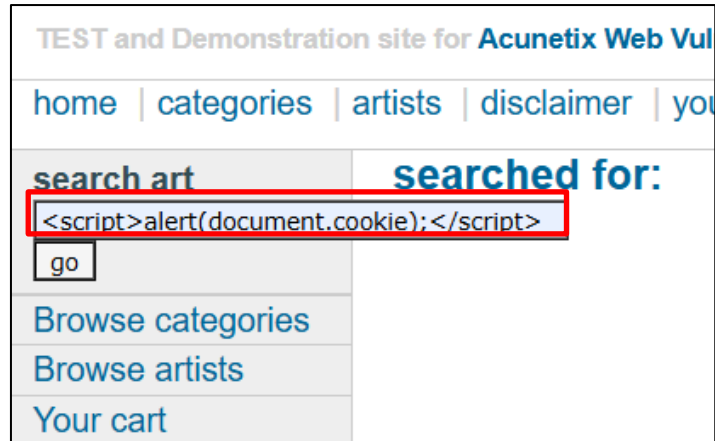 TEST and Demonstration site for Acunetix Web Vul
home | categories | artists | disclaimer | you
search art
searched for:
<script>alert(document.cookie);</script>
go
Browse categories
Browse artists
Your cart